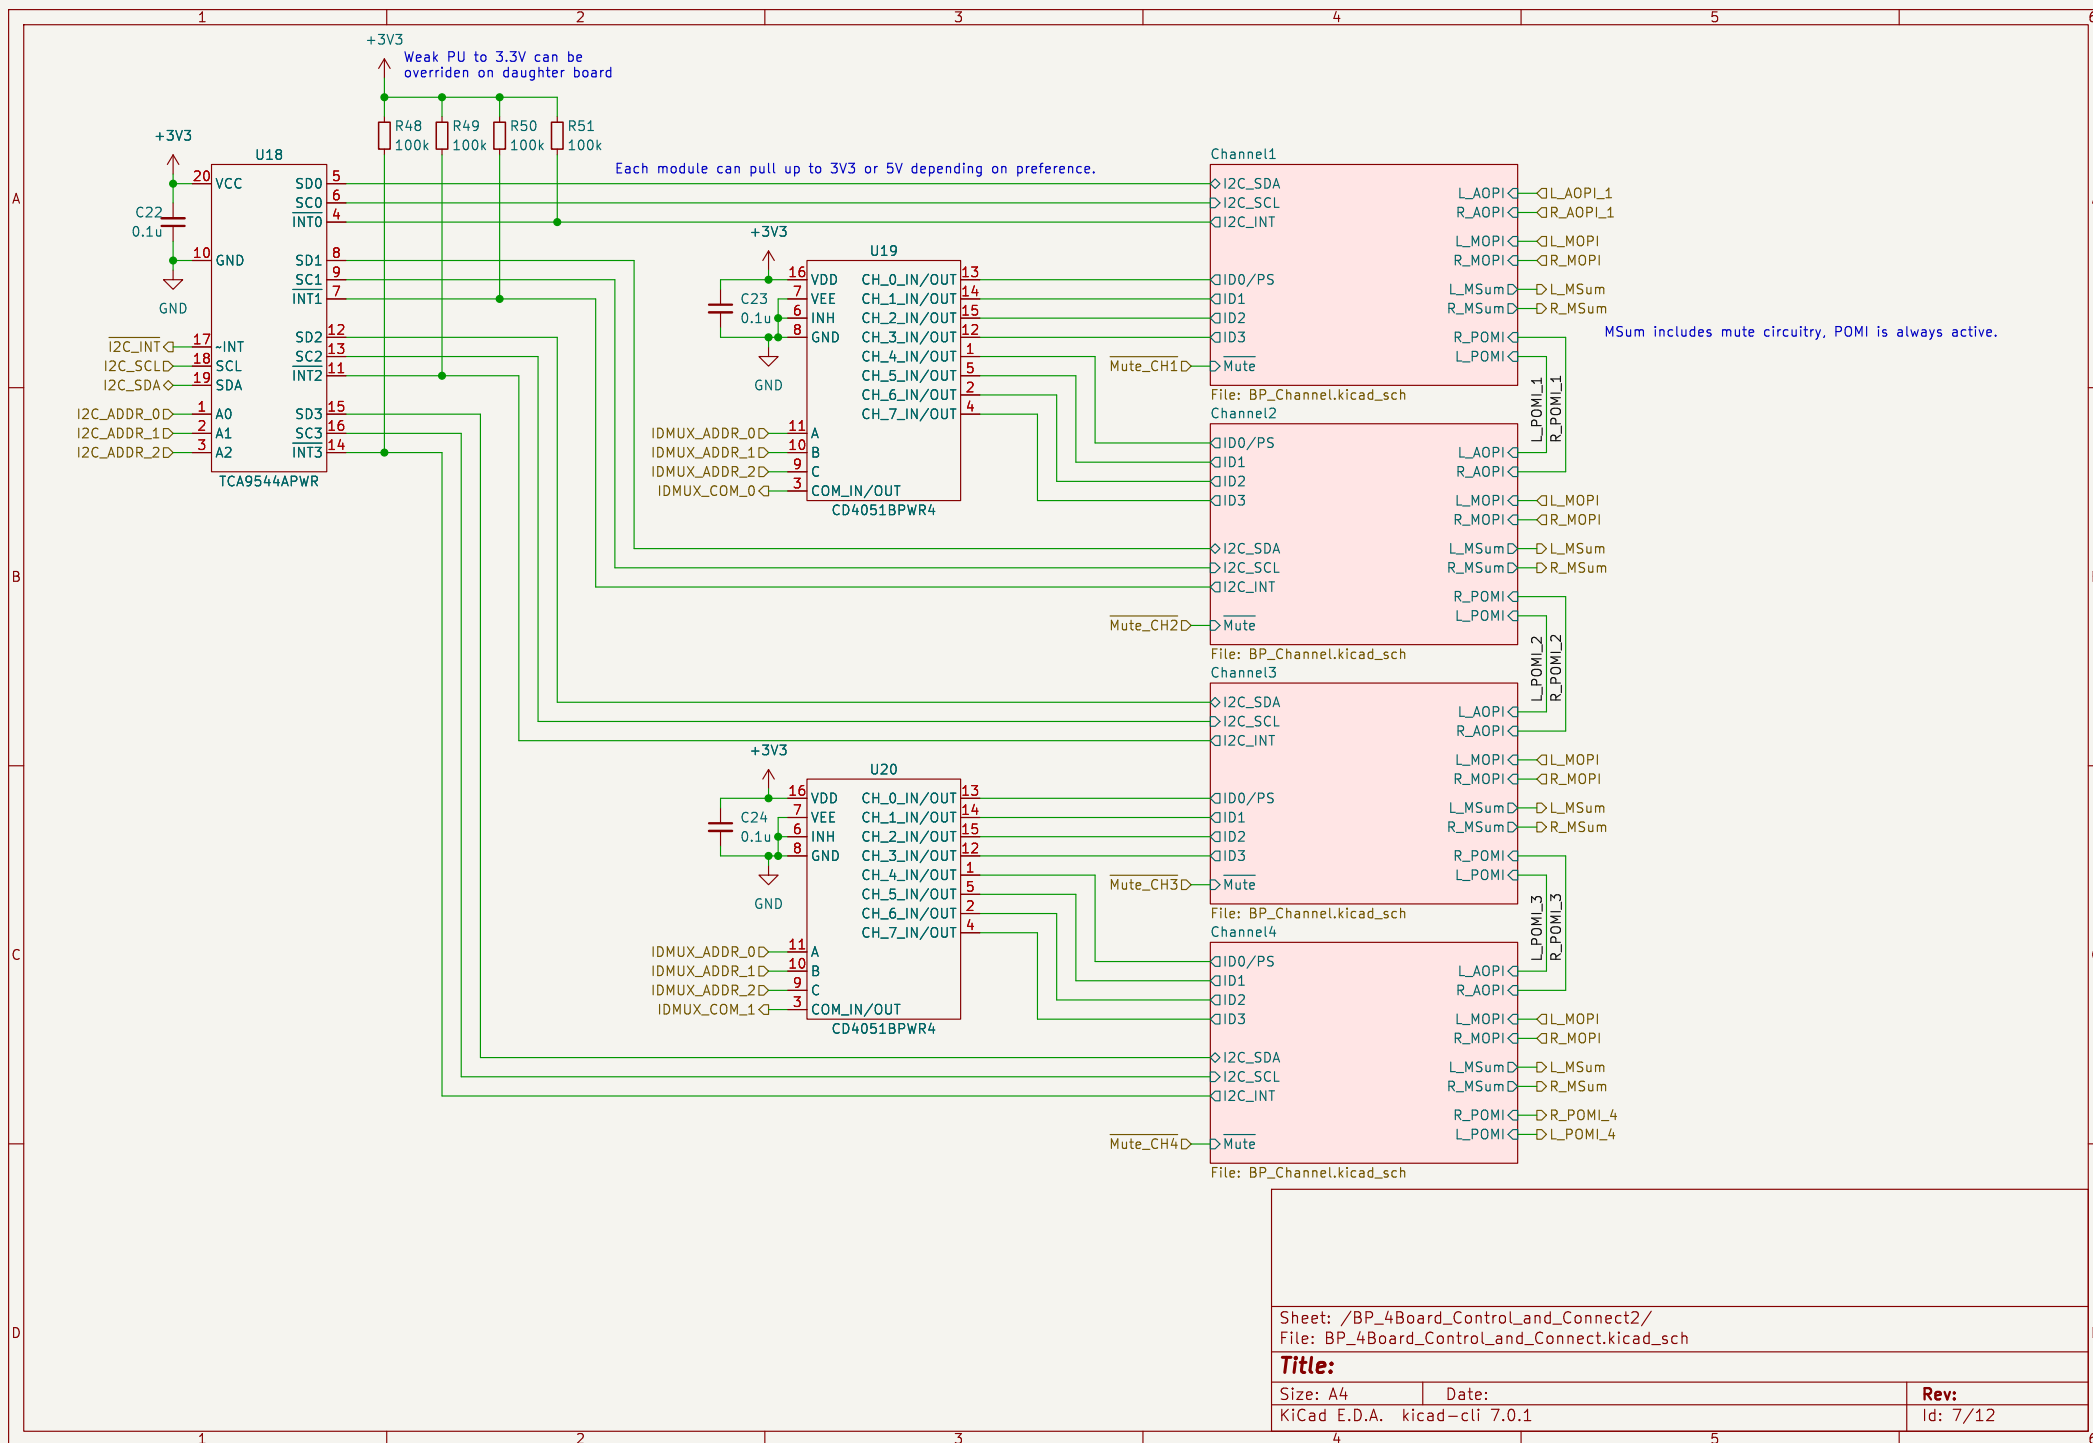 1 2 3 4 5 6
+3V3
Weak PU to 3.3V can be
overriden on daughter board
R48 R49 R50 R51
100k 100k 100k 100k
Each module can pull up to 3V3 or 5V depending on preference.
A
B
C
D
+3V3
C22
0.1u
GND
U18
20 VCC
10 GND
I2C_INT 17 ~INT
I2C_SCL 18 SCL
I2C_SDA 19 SDA
I2C_ADDR_0 1 A0
I2C_ADDR_1 2 A1
I2C_ADDR_2 3 A2
SD0 5
SC0 6
INT0 4
SD1 8
SC1 9
INT1 7
SD2 12
SC2 13
INT2 11
SD3 15
SC3 16
INT3 14
TCA9544APWR
+3V3
C23
0.1u
GND
U19
16 VDD
7 VEE
6 INH
8 GND
IDMUX_ADDR_0 11 A
IDMUX_ADDR_1 10 B
IDMUX_ADDR_2 9 C
IDMUX_COM_0 3 COM_IN/OUT
CH_0_IN/OUT 13
CH_1_IN/OUT 14
CH_2_IN/OUT 15
CH_3_IN/OUT 12
CH_4_IN/OUT 1
CH_5_IN/OUT 5
CH_6_IN/OUT 2
CH_7_IN/OUT 4
CD4051BPWR4
+3V3
C24
0.1u
GND
U20
16 VDD
7 VEE
6 INH
8 GND
IDMUX_ADDR_0 11 A
IDMUX_ADDR_1 10 B
IDMUX_ADDR_2 9 C
IDMUX_COM_1 3 COM_IN/OUT
CH_0_IN/OUT 13
CH_1_IN/OUT 14
CH_2_IN/OUT 15
CH_3_IN/OUT 12
CH_4_IN/OUT 1
CH_5_IN/OUT 5
CH_6_IN/OUT 2
CH_7_IN/OUT 4
CD4051BPWR4
Channel1
I2C_SDA
I2C_SCL
I2C_INT
ID0/PS
ID1
ID2
ID3
Mute_CH1 Mute
L_AOPI L_AOPI_1
R_AOPI R_AOPI_1
L_MOPI L_MOPI
R_MOPI R_MOPI
L_MSum L_MSum
R_MSum R_MSum
R_POMI
L_POMI
File: BP_Channel.kicad_sch
MSum includes mute circuitry, POMI is always active.
L_POMI_1
R_POMI_1
Channel2
ID0/PS
ID1
ID2
ID3
I2C_SDA
I2C_SCL
I2C_INT
Mute_CH2 Mute
L_AOPI
R_AOPI
L_MOPI L_MOPI
R_MOPI R_MOPI
L_MSum L_MSum
R_MSum R_MSum
R_POMI
L_POMI
File: BP_Channel.kicad_sch
L_POMI_2
R_POMI_2
Channel3
I2C_SDA
I2C_SCL
I2C_INT
ID0/PS
ID1
ID2
ID3
Mute_CH3 Mute
L_AOPI
R_AOPI
L_MOPI L_MOPI
R_MOPI R_MOPI
L_MSum L_MSum
R_MSum R_MSum
R_POMI
L_POMI
File: BP_Channel.kicad_sch
L_POMI_3
R_POMI_3
Channel4
ID0/PS
ID1
ID2
ID3
I2C_SDA
I2C_SCL
I2C_INT
Mute_CH4 Mute
L_AOPI
R_AOPI
L_MOPI L_MOPI
R_MOPI R_MOPI
L_MSum L_MSum
R_MSum R_MSum
R_POMI R_POMI_4
L_POMI L_POMI_4
File: BP_Channel.kicad_sch
Sheet: /BP_4Board_Control_and_Connect2/
File: BP_4Board_Control_and_Connect.kicad_sch
Title:
Size: A4 Date: Rev:
KiCad E.D.A. kicad-cli 7.0.1 Id: 7/12
1 2 3 4 5 6